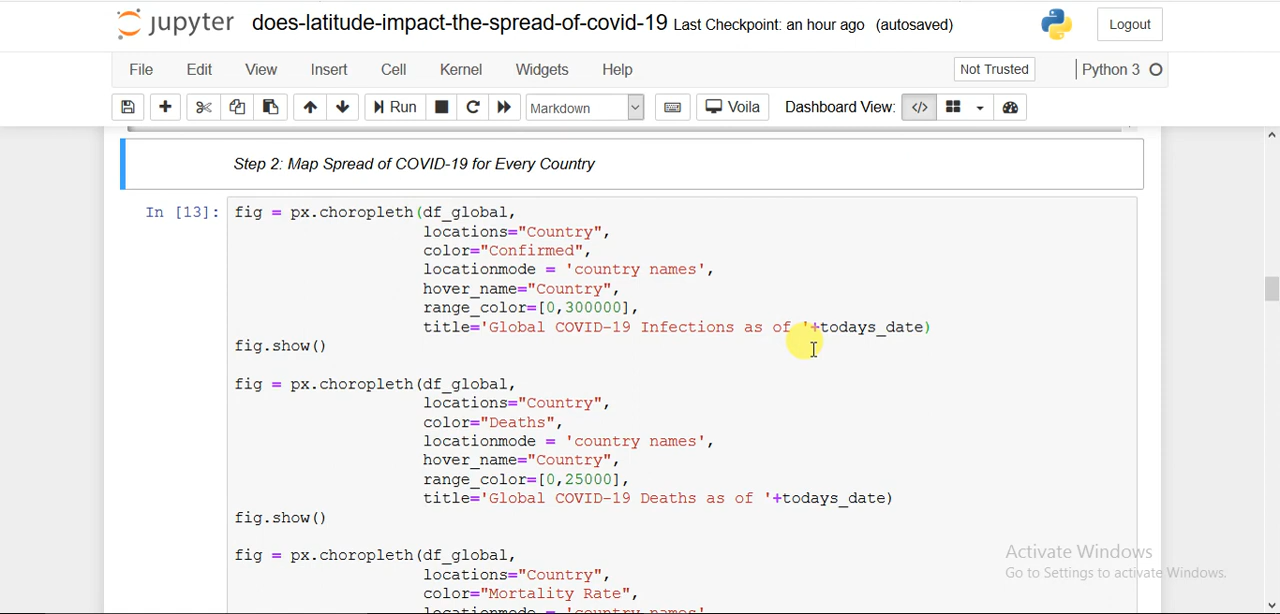 jupyter does-latitude-impact-the-spread-of-covid-19 Last Checkpoint: an hour ago (autosaved) Logout
File Edit View Insert Cell Kernel Widgets Help Not Trusted Python 3
Run Markdown Voila Dashboard View:
Step 2: Map Spread of COVID-19 for Every Country
In [13]: fig = px.choropleth(df_global,
locations="Country",
color="Confirmed",
locationmode = 'country names',
hover_name="Country",
range_color=[0,300000],
title='Global COVID-19 Infections as of '+todays_date)
fig.show()
fig = px.choropleth(df_global,
locations="Country",
color="Deaths",
locationmode = 'country names',
hover_name="Country",
range_color=[0,25000],
title='Global COVID-19 Deaths as of '+todays_date)
fig.show()
fig = px.choropleth(df_global,
locations="Country",
color="Mortality Rate",
locationmode = 'country names'
Activate Windows
Go to Settings to activate Windows.